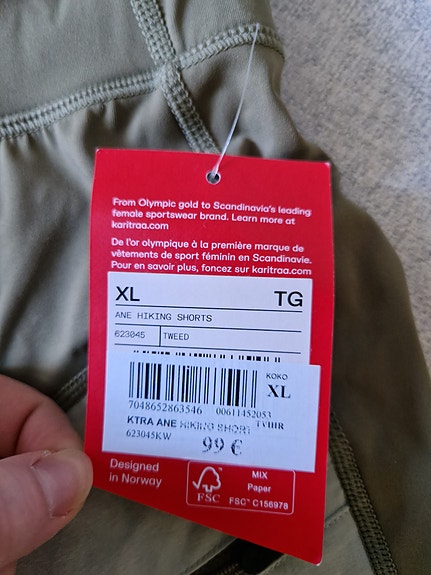 From Olympic gold to Scandinavia's leading
female sportswear brand. Learn more at
karitraa.com
De l'or olympique à la première marque de
vêtements de sport féminin en Scandinavie.
Pour en savoir plus, foncez sur karitraa.com
XL TG
ANE HIKING SHORTS
623045 TWEED
KOKO
XL
7048652863546 00611452053
KTRA ANE HIKING SHORT
623045KW
99 €
Designed
in Norway
FSC
MIX
Paper
FSC™ C156978